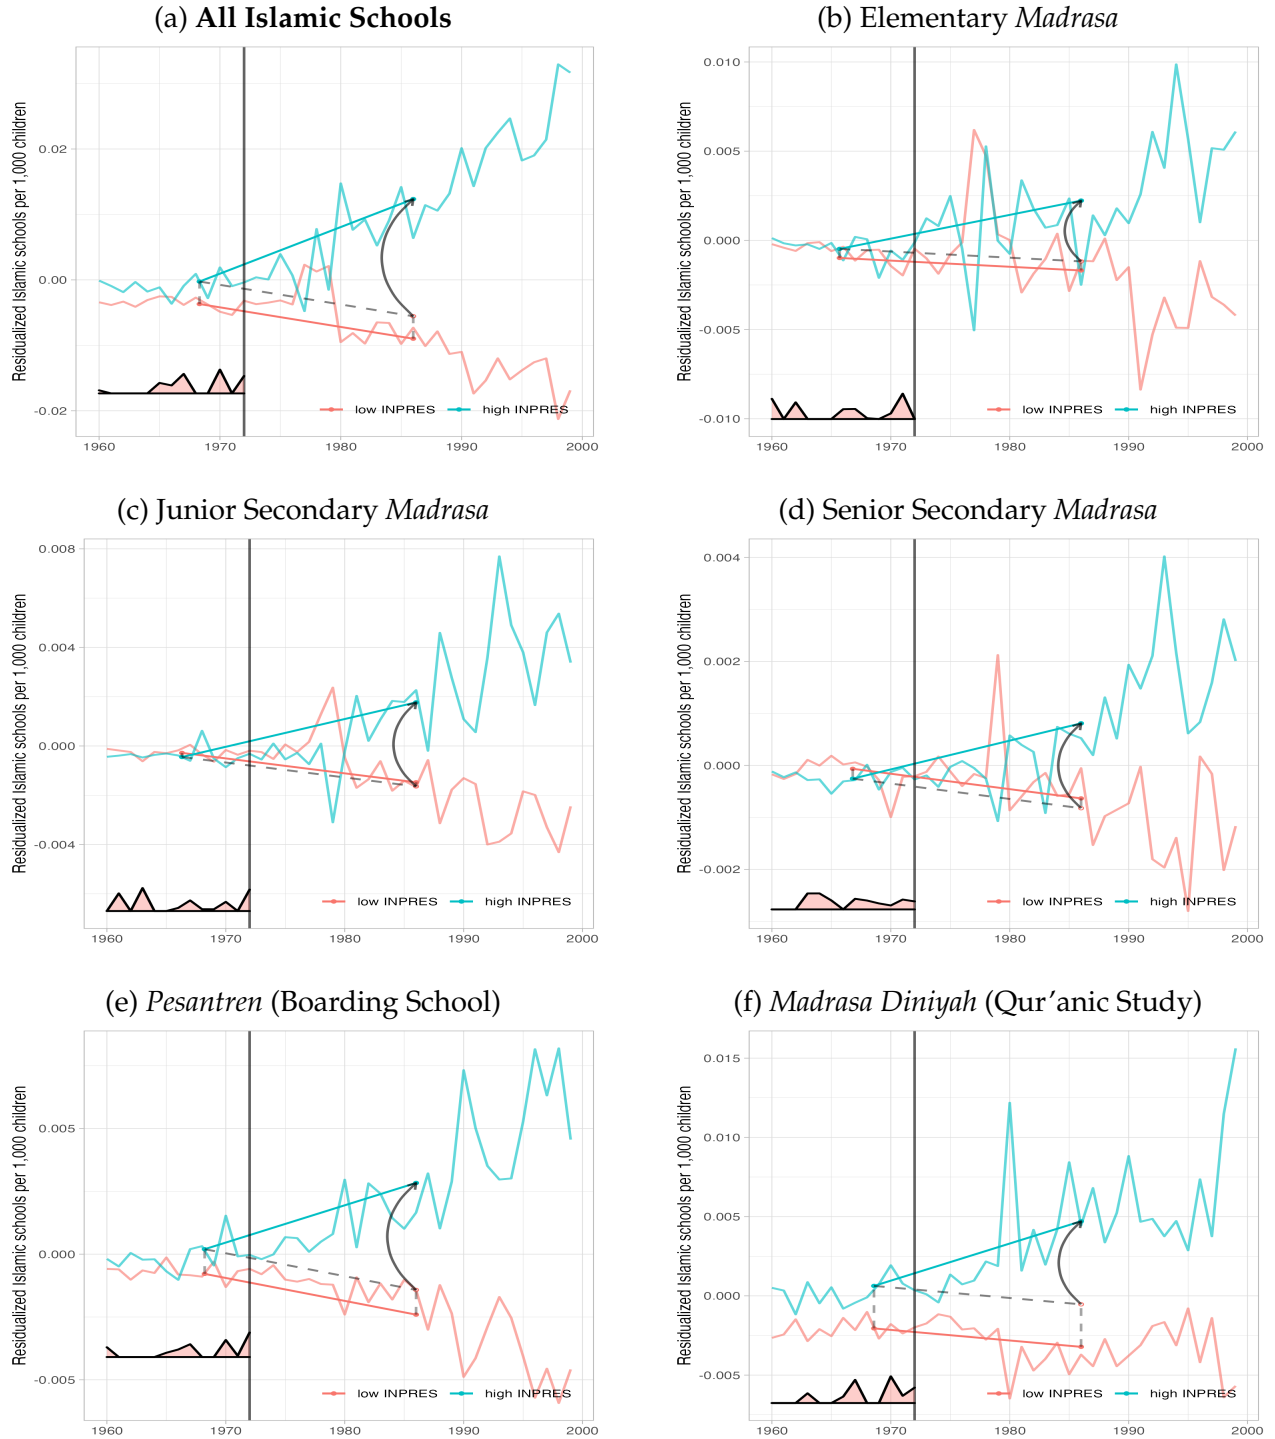 (a) All Islamic Schools
Residualized Islamic schools per 1,000 children
0.02
0.00
-0.02
low INPRES high INPRES
1960 1970 1980 1990 2000
(b) Elementary Madrasa
Residualized Islamic schools per 1,000 children
0.010
0.005
0.000
-0.005
-0.010
low INPRES high INPRES
1960 1970 1980 1990 2000
(c) Junior Secondary Madrasa
Residualized Islamic schools per 1,000 children
0.008
0.004
0.000
-0.004
low INPRES high INPRES
1960 1970 1980 1990 2000
(d) Senior Secondary Madrasa
Residualized Islamic schools per 1,000 children
0.004
0.002
0.000
-0.002
low INPRES high INPRES
1960 1970 1980 1990 2000
(e) Pesantren (Boarding School)
Residualized Islamic schools per 1,000 children
0.005
0.000
-0.005
low INPRES high INPRES
1960 1970 1980 1990 2000
(f) Madrasa Diniyah (Qur'anic Study)
Residualized Islamic schools per 1,000 children
0.015
0.010
0.005
0.000
-0.005
low INPRES high INPRES
1960 1970 1980 1990 2000